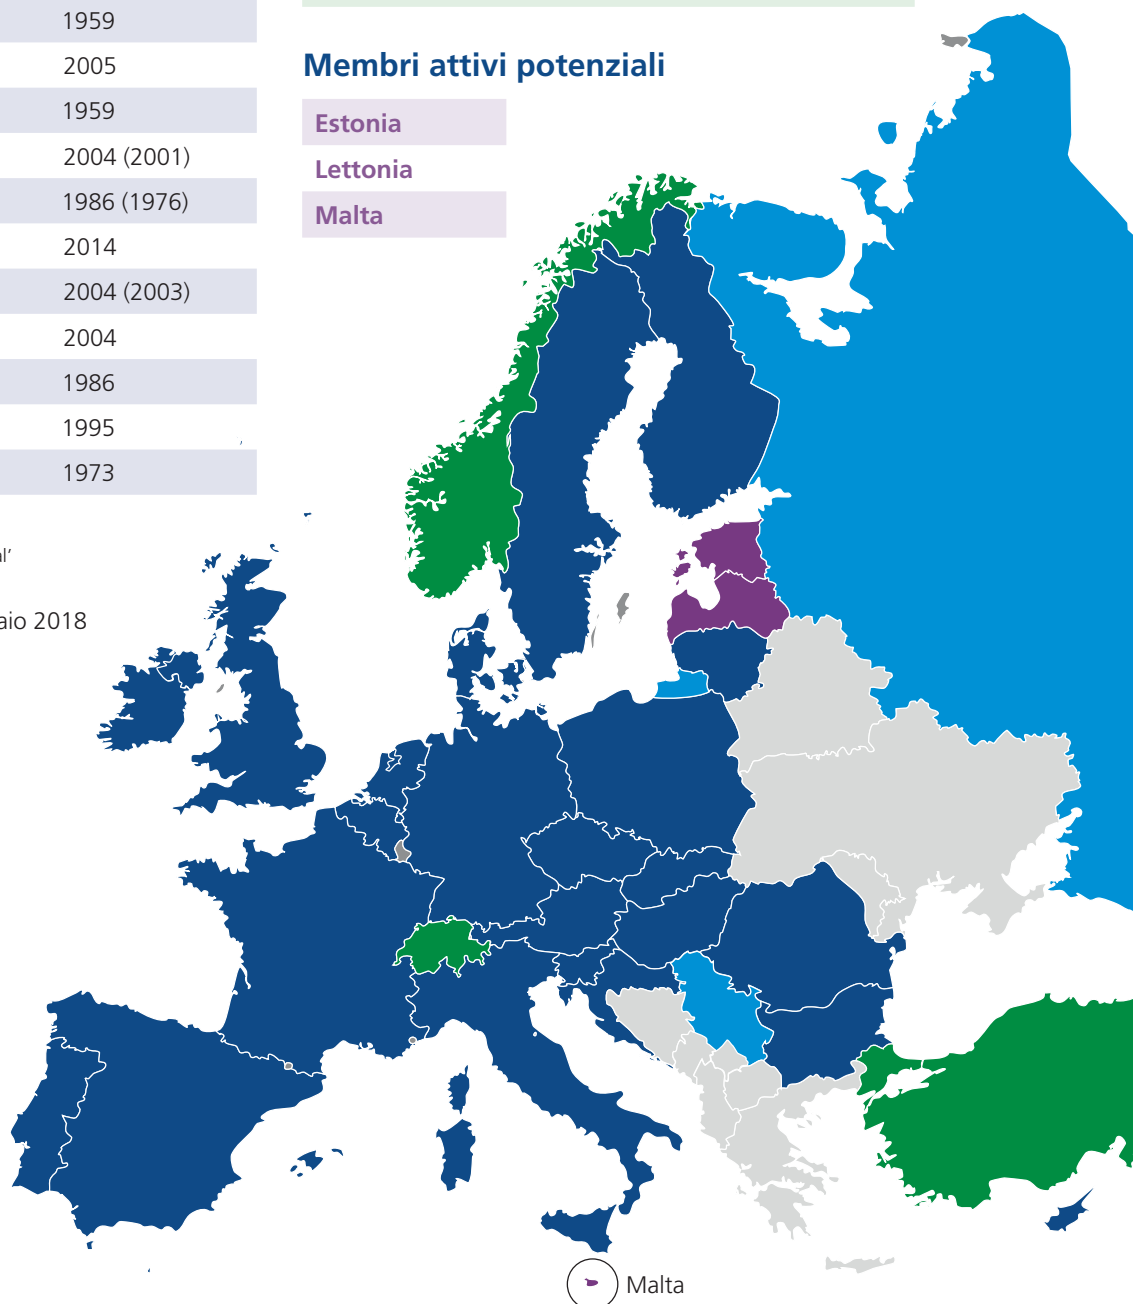 1959
2005
1959
2004 (2001)
1986 (1976)
2014
2004 (2003)
2004
1986
1995
1973
al’
aio 2018
Membri attivi potenziali
Estonia
Lettonia
Malta
Malta